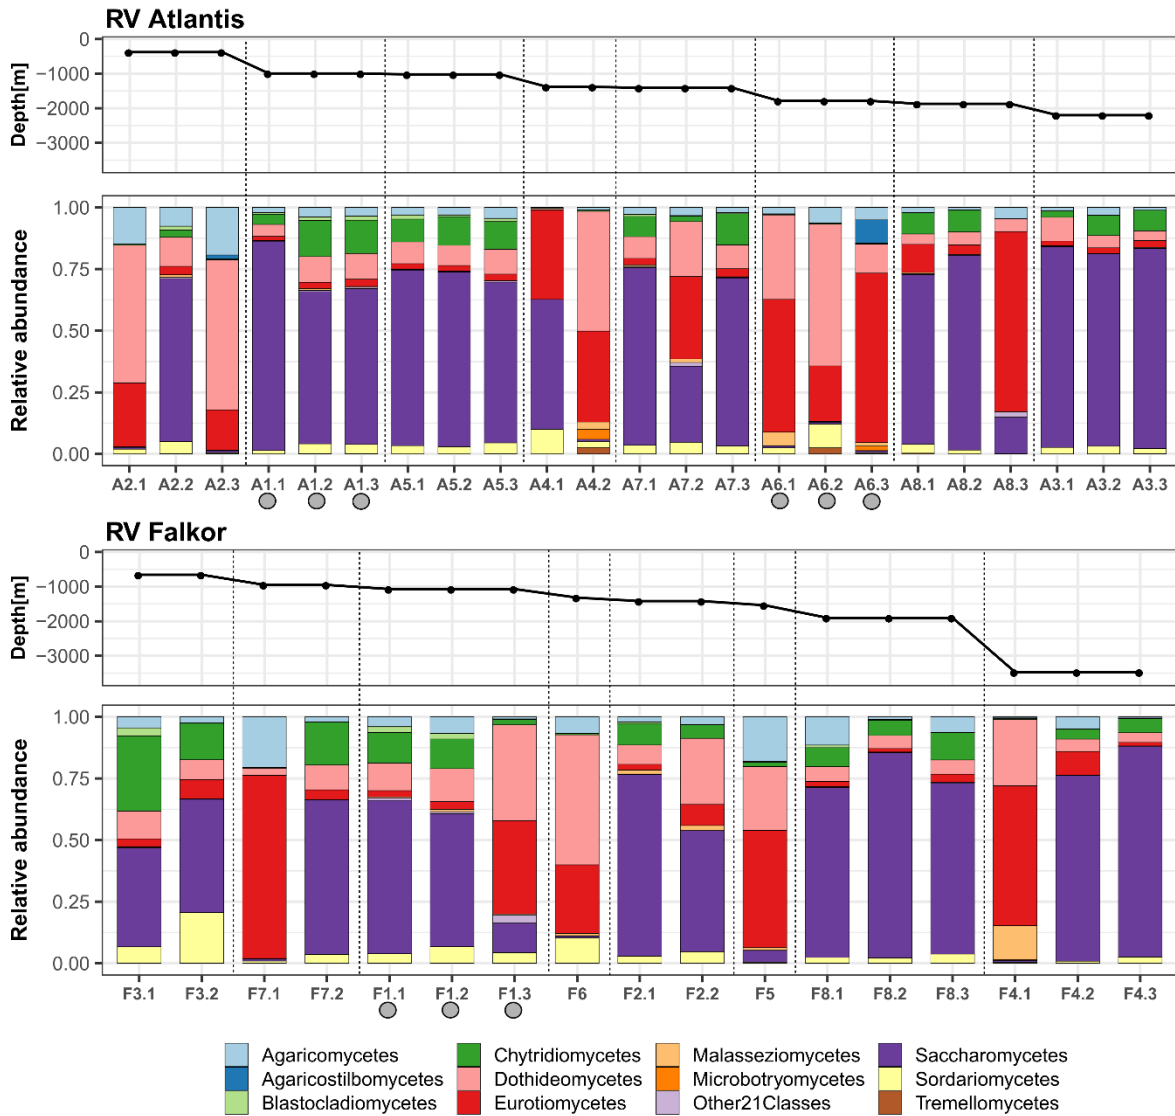 RV Atlantis
Depth[m]
0
−1000
−2000
−3000
Relative abundance
1.00
0.75
0.50
0.25
0.00
A2.1 A2.2 A2.3 A1.1 A1.2 A1.3 A5.1 A5.2 A5.3 A4.1 A4.2 A7.1 A7.2 A7.3 A6.1 A6.2 A6.3 A8.1 A8.2 A8.3 A3.1 A3.2 A3.3
RV Falkor
Depth[m]
0
−1000
−2000
−3000
Relative abundance
1.00
0.75
0.50
0.25
0.00
F3.1 F3.2 F7.1 F7.2 F1.1 F1.2 F1.3 F6 F2.1 F2.2 F5 F8.1 F8.2 F8.3 F4.1 F4.2 F4.3
Agaricomycetes Chytridiomycetes Malasseziomycetes Saccharomycetes
Agaricostilbomycetes Dothideomycetes Microbotryomycetes Sordariomycetes
Blastocladiomycetes Eurotiomycetes Other21Classes Tremellomycetes